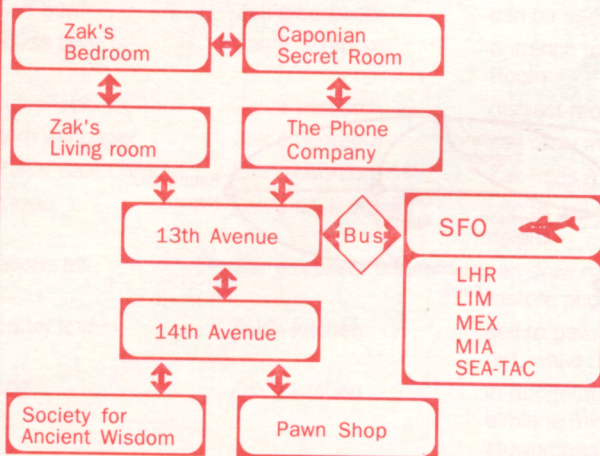 Zak's
Bedroom
Caponian
Secret Room
Zak's
Living room
The Phone
Company
13th Avenue
Bus
SFO
LHR
LIM
MEX
MIA
SEA-TAC
14th Avenue
Society for
Ancient Wisdom
Pawn Shop